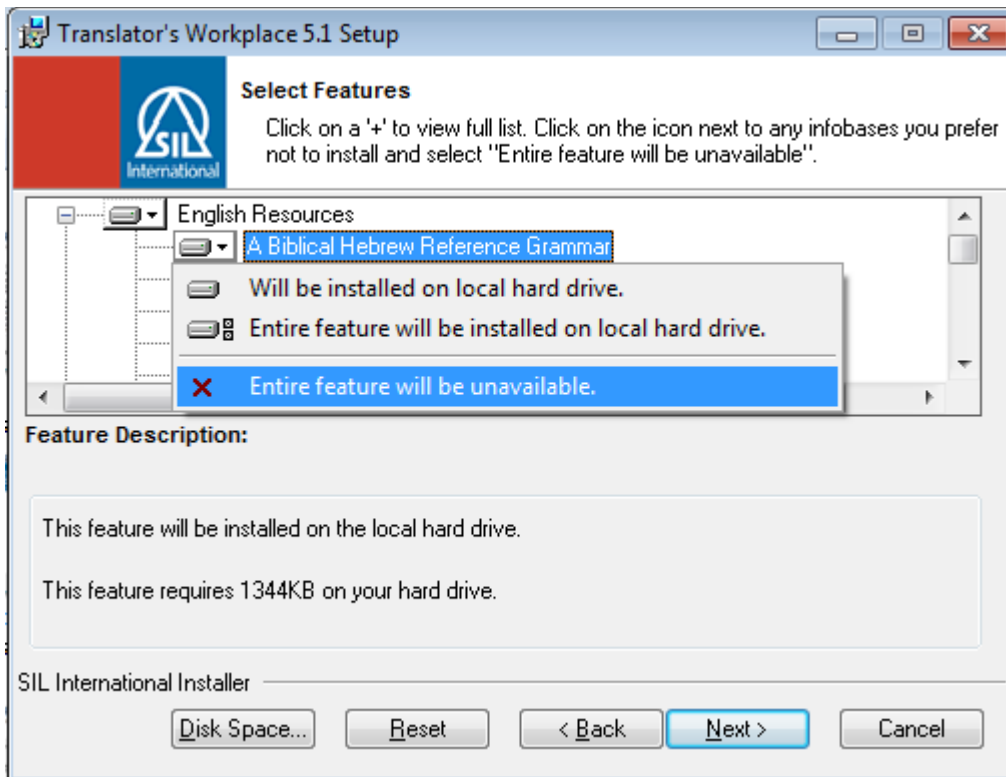 Translator's Workplace 5.1 Setup
SIL
International
Select Features
Click on a '+' to view full list. Click on the icon next to any infobases you prefer
not to install and select "Entire feature will be unavailable".
English Resources
A Biblical Hebrew Reference Grammar
Will be installed on local hard drive.
Entire feature will be installed on local hard drive.
Entire feature will be unavailable.
Feature Description:
This feature will be installed on the local hard drive.
This feature requires 1344KB on your hard drive.
SIL International Installer
Disk Space... Reset < Back Next > Cancel